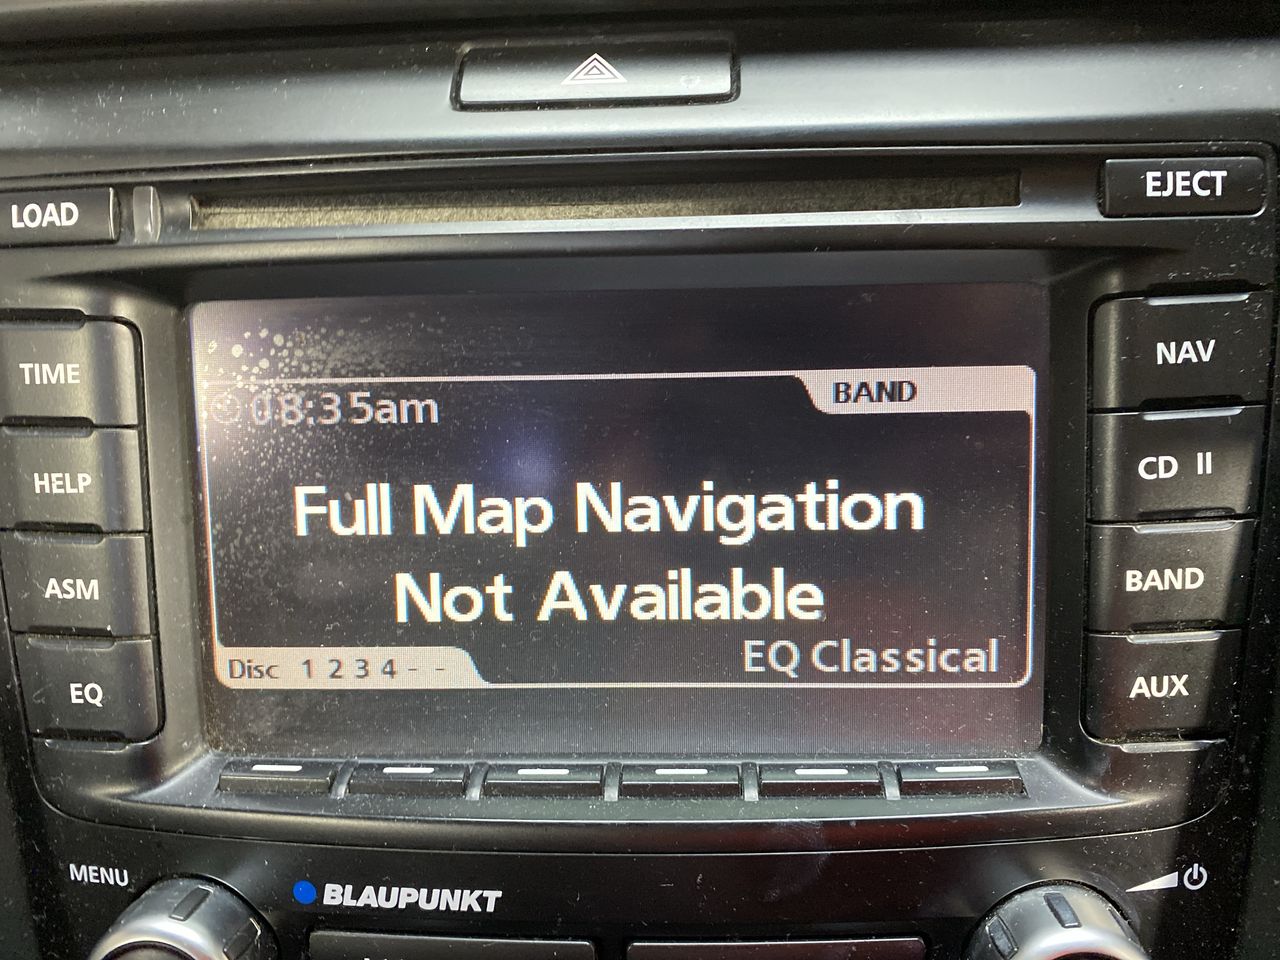 LOAD
EJECT
TIME
HELP
ASM
EQ
08:35am
BAND
Full Map Navigation
Not Available
EQ Classical
Disc 1 2 3 4 - -
NAV
CD II
BAND
AUX
MENU
BLAUPUNKT